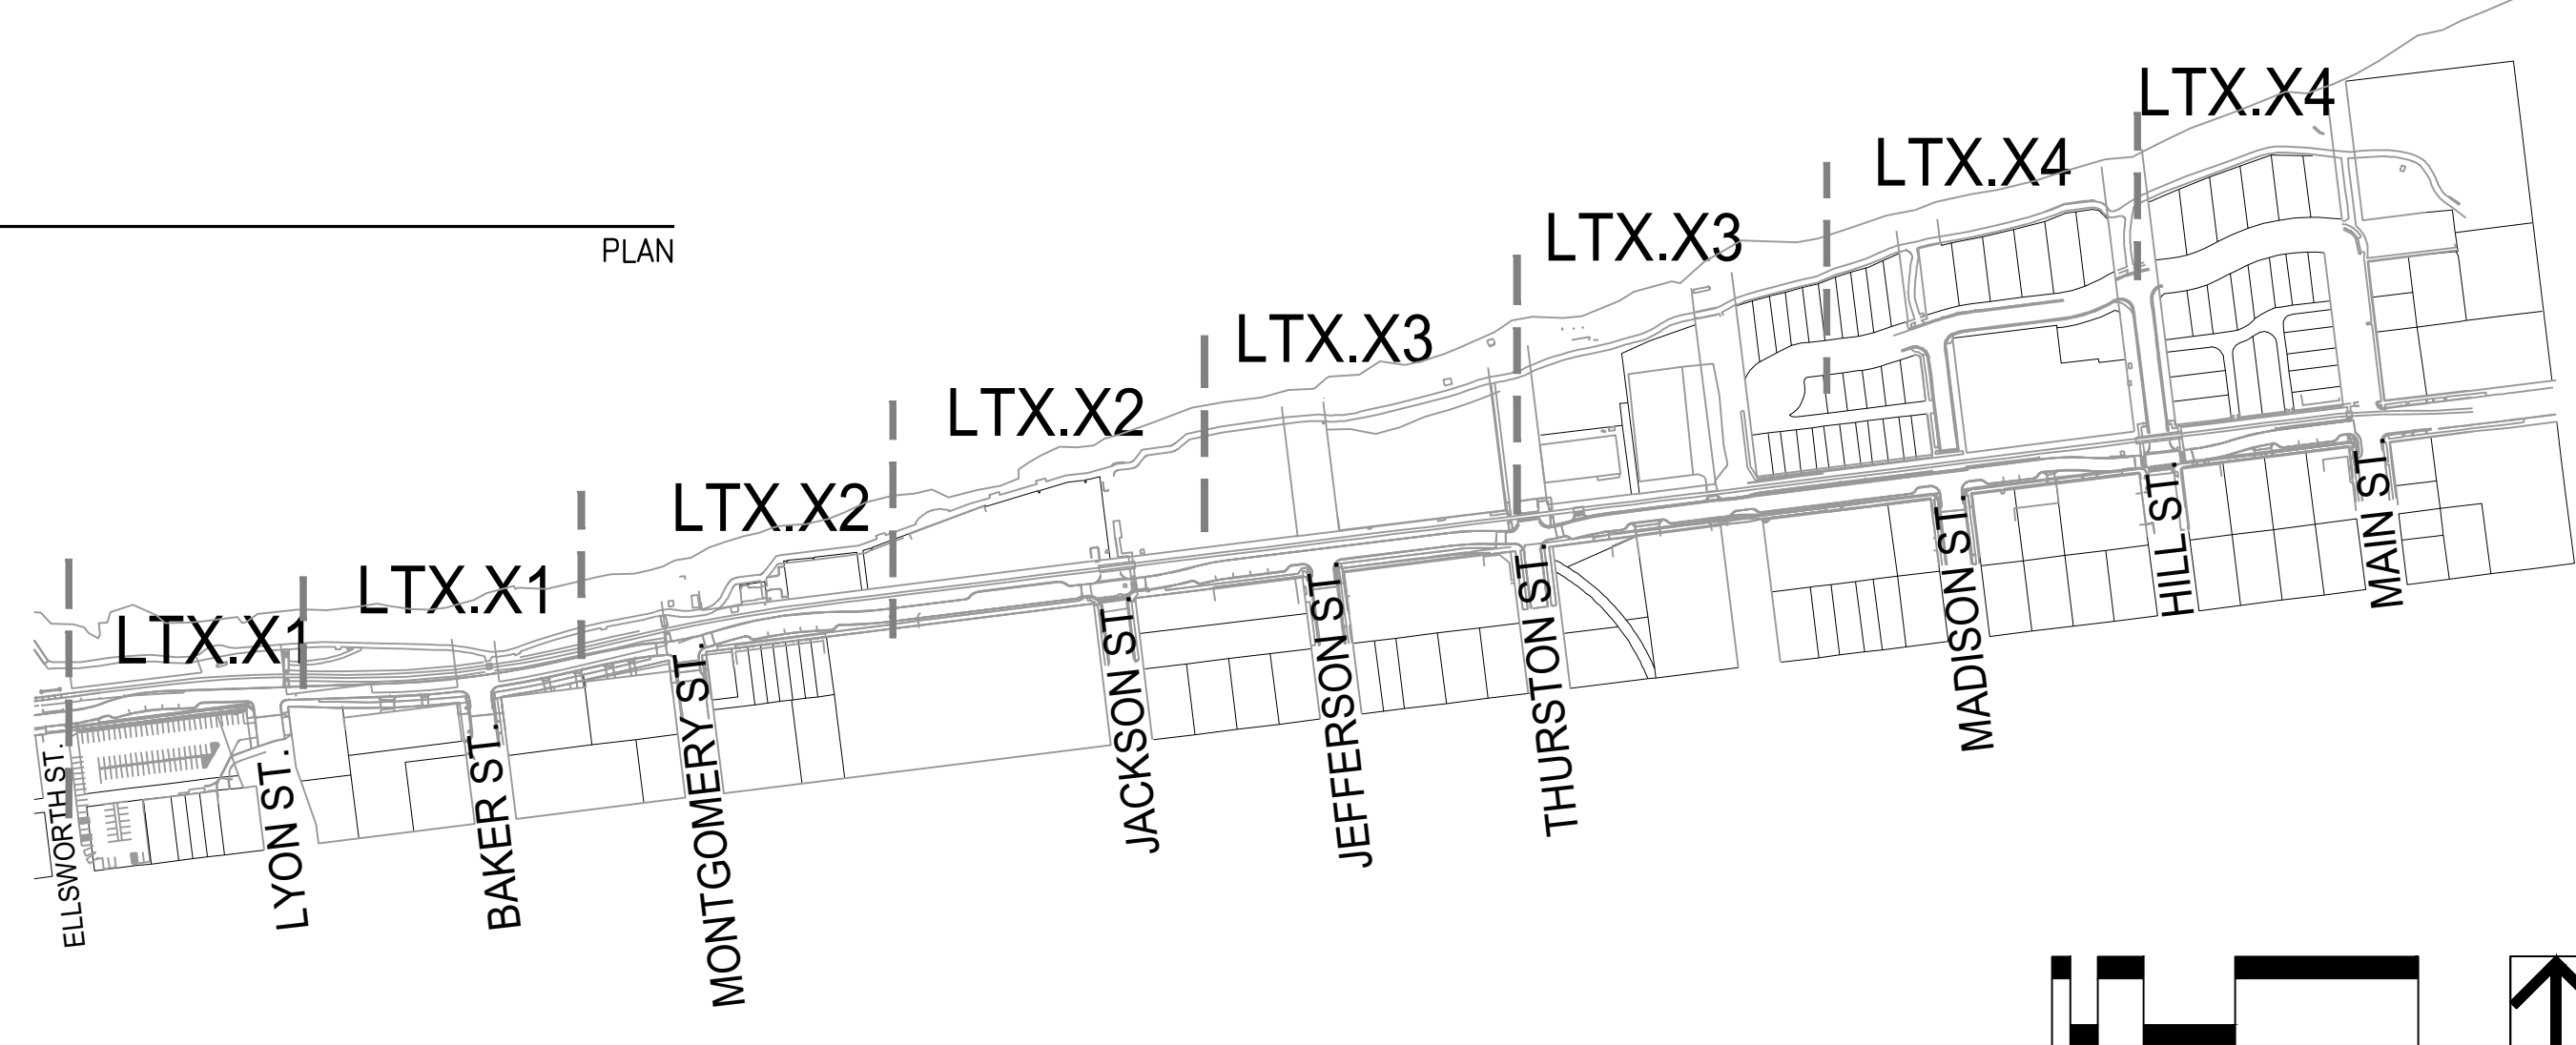 PLAN
LTX.X1
LTX.X1
LTX.X2
LTX.X2
LTX.X3
LTX.X3
LTX.X4
LTX.X4
ELLSWORTH ST.
LYON ST.
BAKER ST.
MONTGOMERY ST.
JACKSON ST.
JEFFERSON ST
THURSTON ST
MADISON ST
HILL ST.
MAIN ST